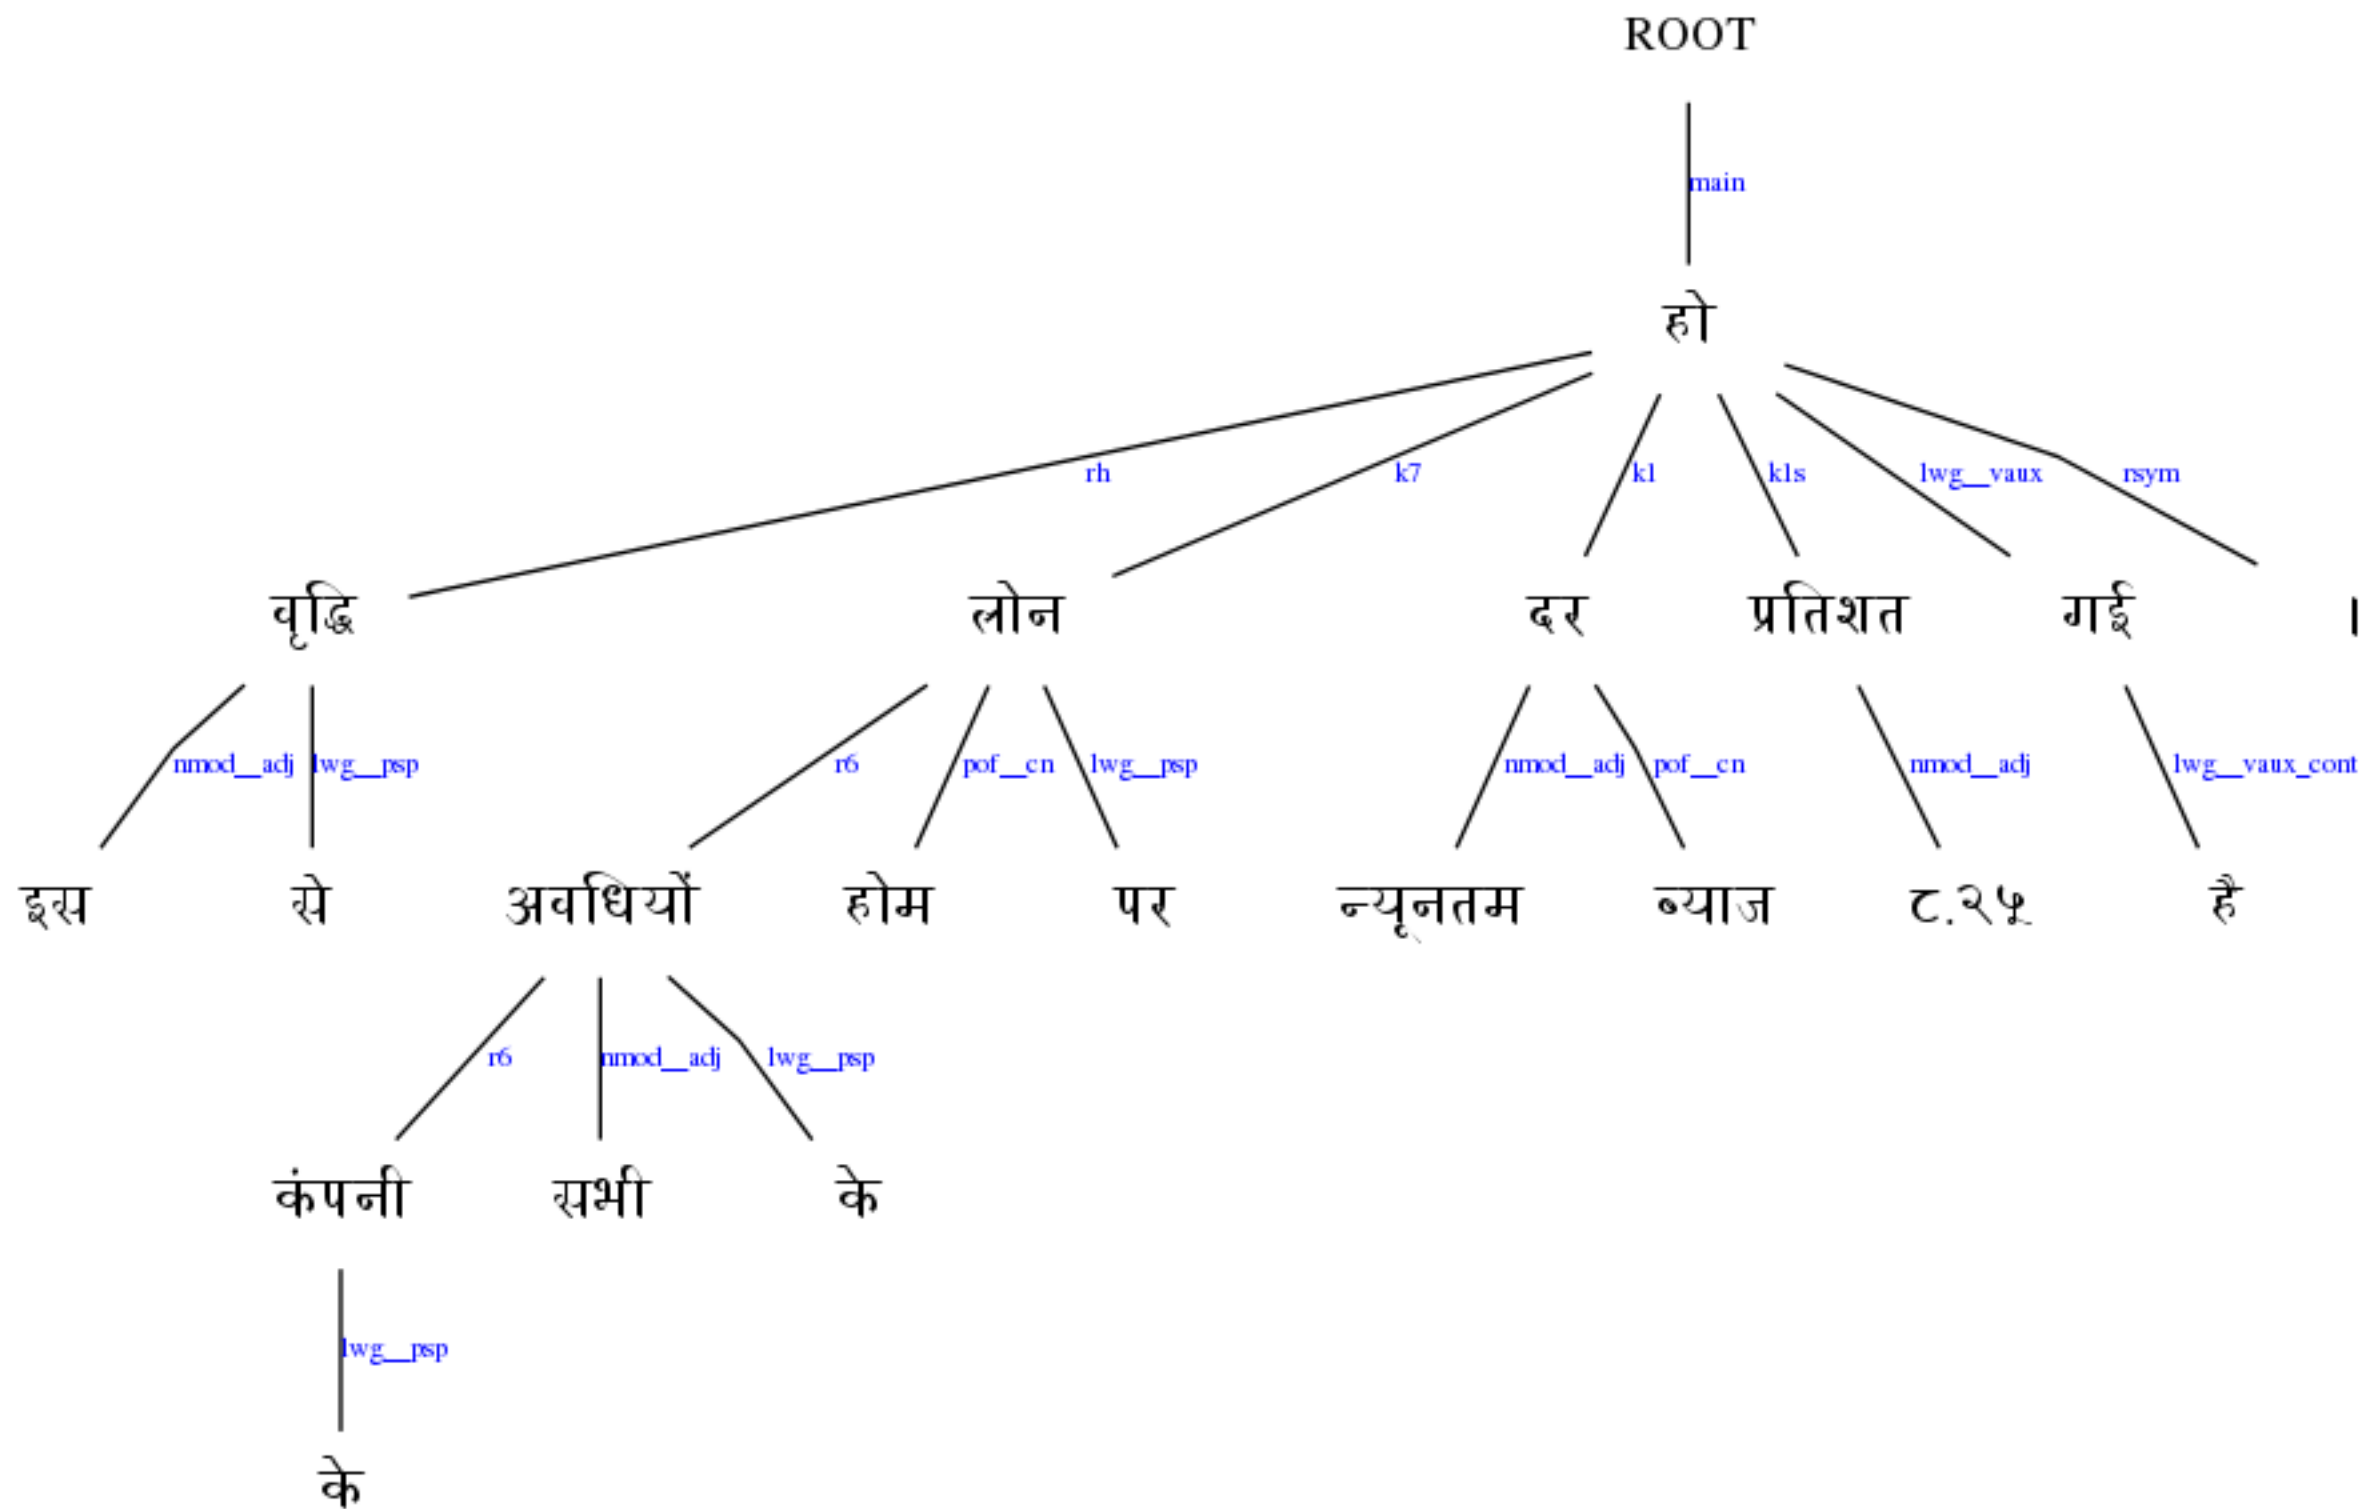 ROOT
main
हो
rh k7 k1 k1s lwg__vaux rsym
वृद्धि लोन दर प्रतिशत गई ।
nmod__adj lwg__psp r6 pof__cn lwg__psp nmod__adj pof__cn nmod__adj lwg__vaux_cont
इस से अवधियों होम पर न्यूनतम ब्याज ८.२५ है
r6 nmod__adj lwg__psp
कंपनी सभी के
lwg__psp
के